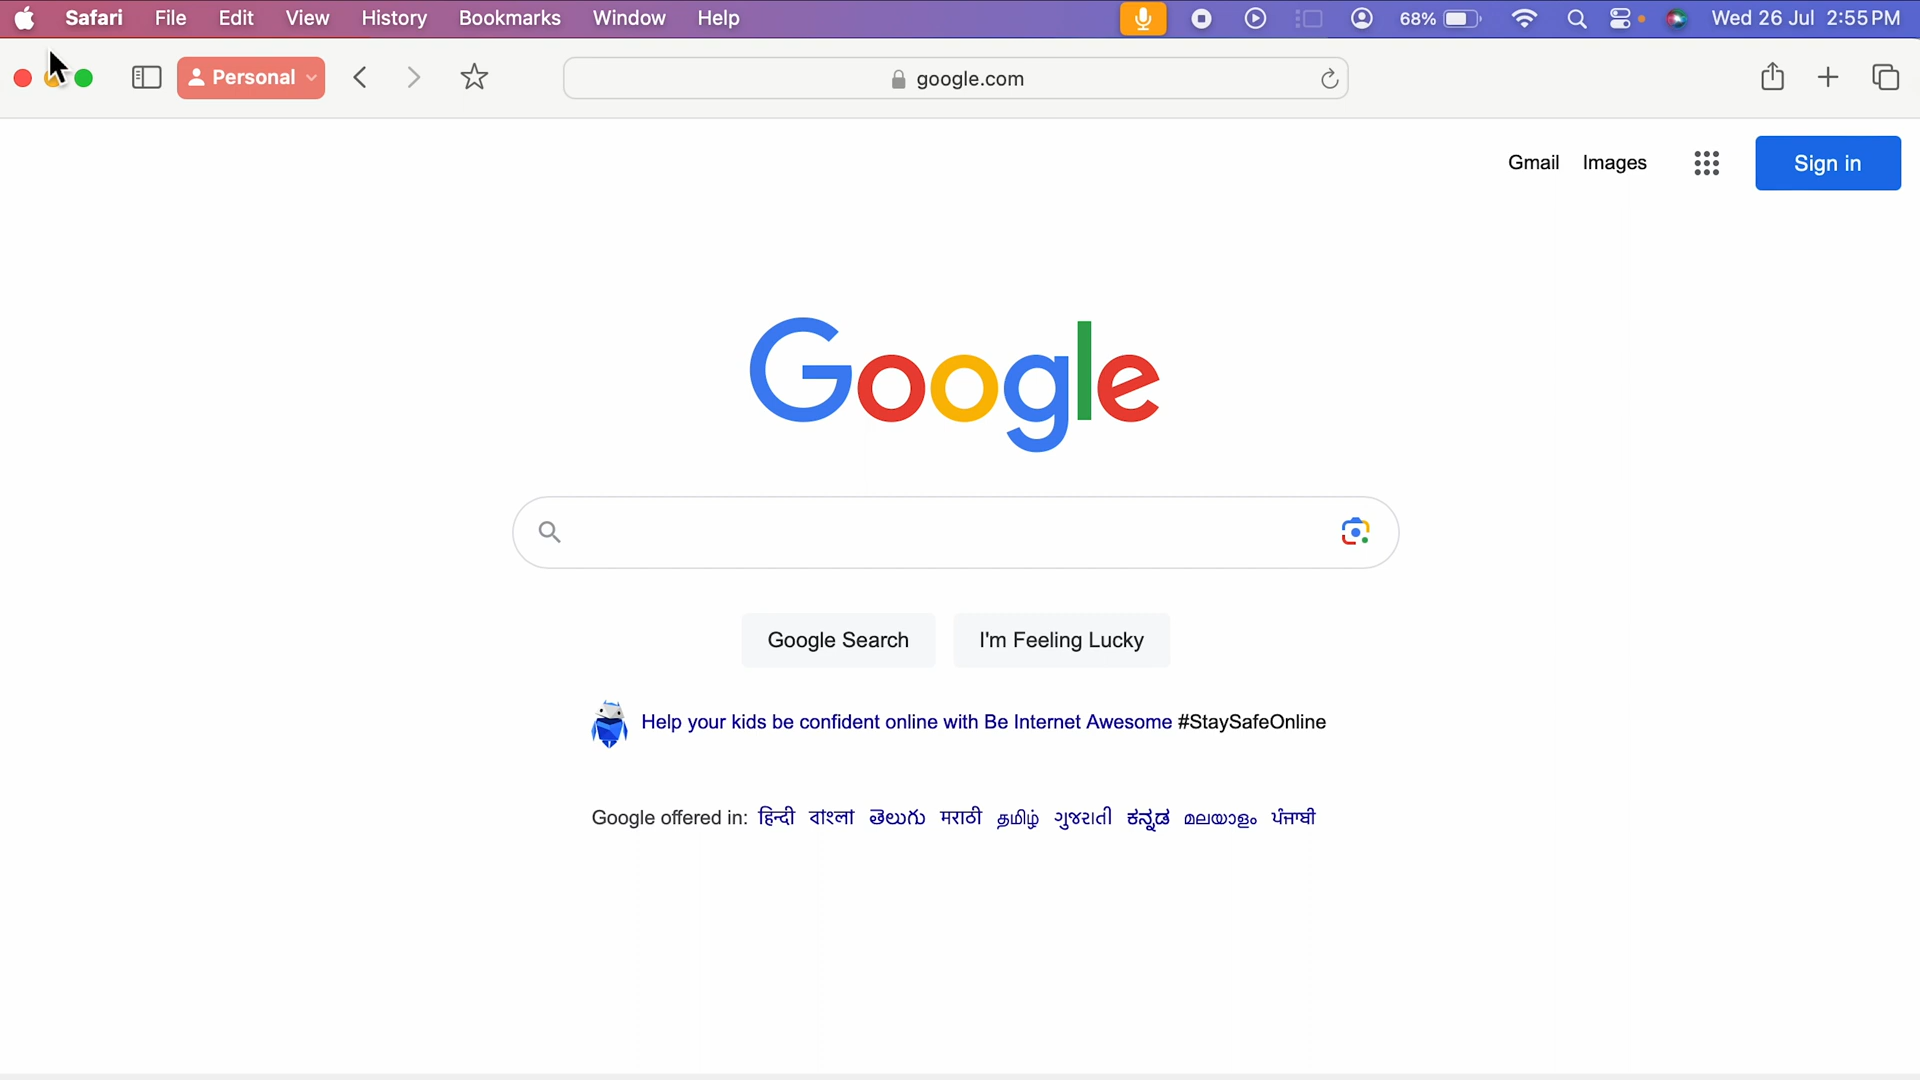 Safari File Edit View History Bookmarks Window Help 68% Wed 26 Jul 2:55 PM
Personal google.com
Gmail Images Sign in
Google
Google Search I'm Feeling Lucky
Help your kids be confident online with Be Internet Awesome #StaySafeOnline
Google offered in: हिन्दी বাংলা తెలుగు मराठी தமிழ் ગુજરાતી ಕನ್ನಡ മലയാളം ਪੰਜਾਬੀ